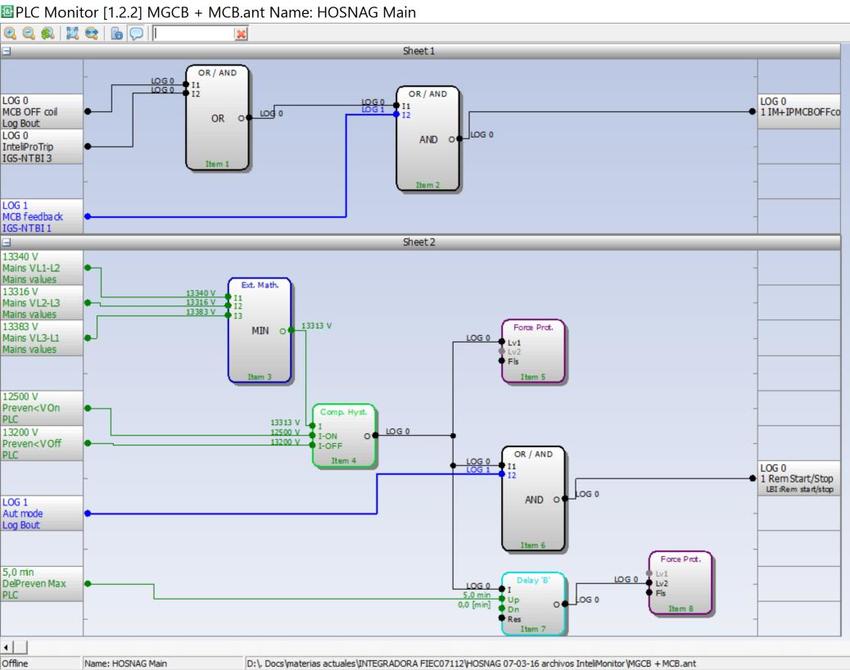 PLC Monitor [1.2.2] MGCB + MCB.ant Name: HOSNAG Main
Sheet 1
LOG 0
MCB OFF coil
Log Bout
LOG 0
InteliProTrip
IGS-NTBI 3
LOG 1
MCB feedback
IGS-NTBI 1
LOG 0
LOG 0
OR / AND
I1
I2
OR
O
Item 1
LOG 0
LOG 0
LOG 1
OR / AND
I1
I2
AND
O
Item 2
LOG 0
LOG 0
1 IM+IPMCBOFFco
Sheet 2
13340 V
Mains VL1-L2
Mains values
13316 V
Mains VL2-L3
Mains values
13383 V
Mains VL3-L1
Mains values
12500 V
Preven<VOn
PLC
13200 V
Preven<VOff
PLC
LOG 1
Aut mode
Log Bout
5,0 min
DelPreven Max
PLC
13340 V
13316 V
13383 V
Ext. Math.
I1
I2
I3
MIN
O
Item 3
13313 V
13313 V
12500 V
13200 V
Comp. Hyst.
I
I-ON
I-OFF
O
Item 4
LOG 0
LOG 0
Force Prot.
Lv1
Lv2
Fls
Item 5
LOG 0
LOG 1
OR / AND
I1
I2
AND
O
Item 6
LOG 0
LOG 0
1 Rem Start/Stop
LBI:Rem start/stop
LOG 0
5,0 min
0,0 [min]
Delay 'B'
I
Up
Dn
Res
O
Item 7
LOG 0
LOG 0
Force Prot.
Lv1
Lv2
Fls
Item 8
Offline
Name: HOSNAG Main
D:\. Docs\materias actuales\INTEGRADORA FIEC07112\HOSNAG 07-03-16 archivos InteliMonitor\MGCB + MCB.ant